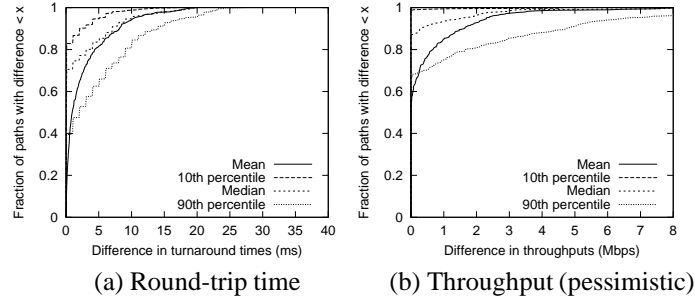 Fraction of paths with difference < x
1
0.8
0.6
0.4
0.2
0
Mean
10th percentile
Median
90th percentile
0 5 10 15 20 25 30 35 40
Difference in turnaround times (ms)
(a) Round-trip time
Fraction of paths with difference < x
1
0.8
0.6
0.4
0.2
0
Mean
10th percentile
Median
90th percentile
0 1 2 3 4 5 6 7 8
Difference in throughputs (Mbps)
(b) Throughput (pessimistic)